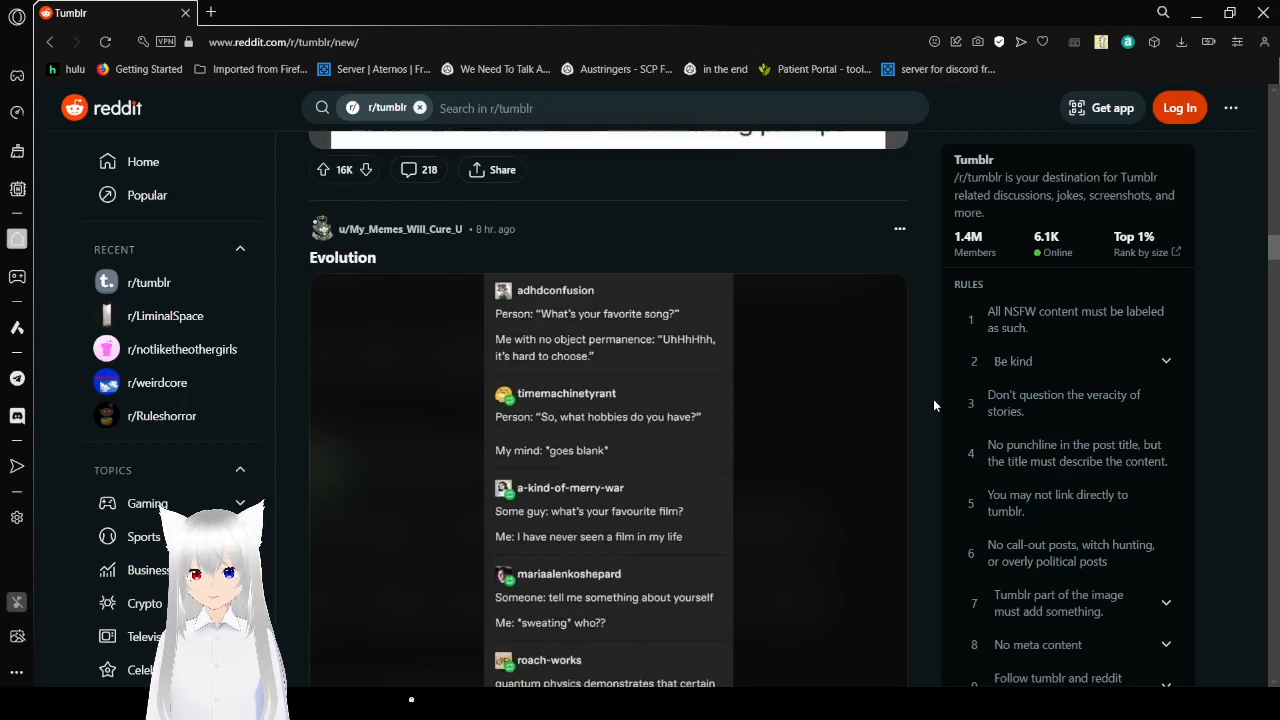 Tumblr
VPN
www.reddit.com/r/tumblr/new/
hulu
Getting Started
Imported from Firef...
Server | Aternos | Fr...
We Need To Talk A...
Austringers - SCP F...
in the end
Patient Portal - tool...
server for discord fr...
reddit
r/tumblr
Search in r/tumblr
Get app
Log In
Home
Popular
RECENT
r/tumblr
r/LiminalSpace
r/notliketheothergirls
r/weirdcore
r/Ruleshorror
TOPICS
Gaming
Sports
Business
Crypto
Televis
Celeb
16K
218
Share
u/My_Memes_Will_Cure_U • 8 hr. ago
Evolution
adhdconfusion
Person: “What’s your favorite song?”
Me with no object permanence: “UhHhHhh,
it’s hard to choose.”
timemachinetyrant
Person: “So, what hobbies do you have?”
My mind: *goes blank*
a-kind-of-merry-war
Some guy: what’s your favourite film?
Me: I have never seen a film in my life
mariaalenkoshepard
Someone: tell me something about yourself
Me: *sweating* who??
roach-works
quantum physics demonstrates that certain
Tumblr
/r/tumblr is your destination for Tumblr
related discussions, jokes, screenshots, and
more.
1.4M
Members
6.1K
Online
Top 1%
Rank by size
RULES
1
All NSFW content must be labeled
as such.
2
Be kind
3
Don't question the veracity of
stories.
4
No punchline in the post title, but
the title must describe the content.
5
You may not link directly to
tumblr.
6
No call-out posts, witch hunting,
or overly political posts
7
Tumblr part of the image
must add something.
8
No meta content
Follow tumblr and reddit